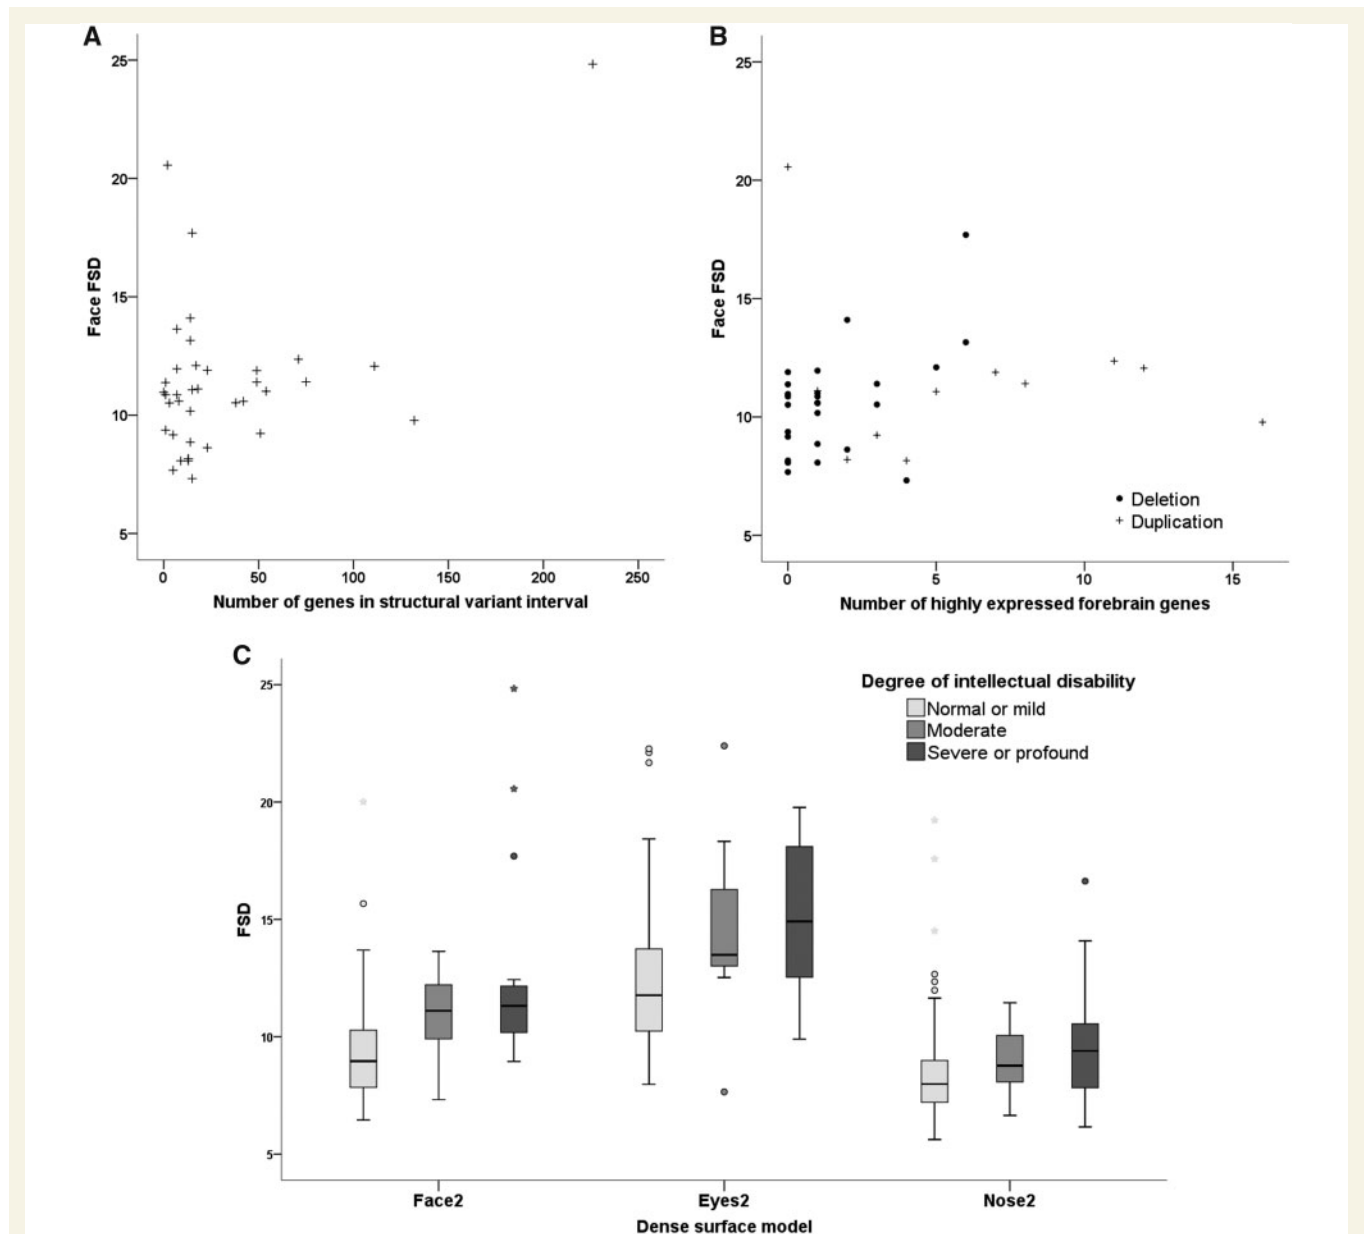 A
25
20
15
10
5
Face FSD
0 50 100 150 200 250
Number of genes in structural variant interval
B
25
20
15
10
5
Face FSD
Deletion
Duplication
0 5 10 15
Number of highly expressed forebrain genes
C
Degree of intellectual disability
Normal or mild
Moderate
Severe or profound
25
20
15
10
5
FSD
Face2 Eyes2 Nose2
Dense surface model